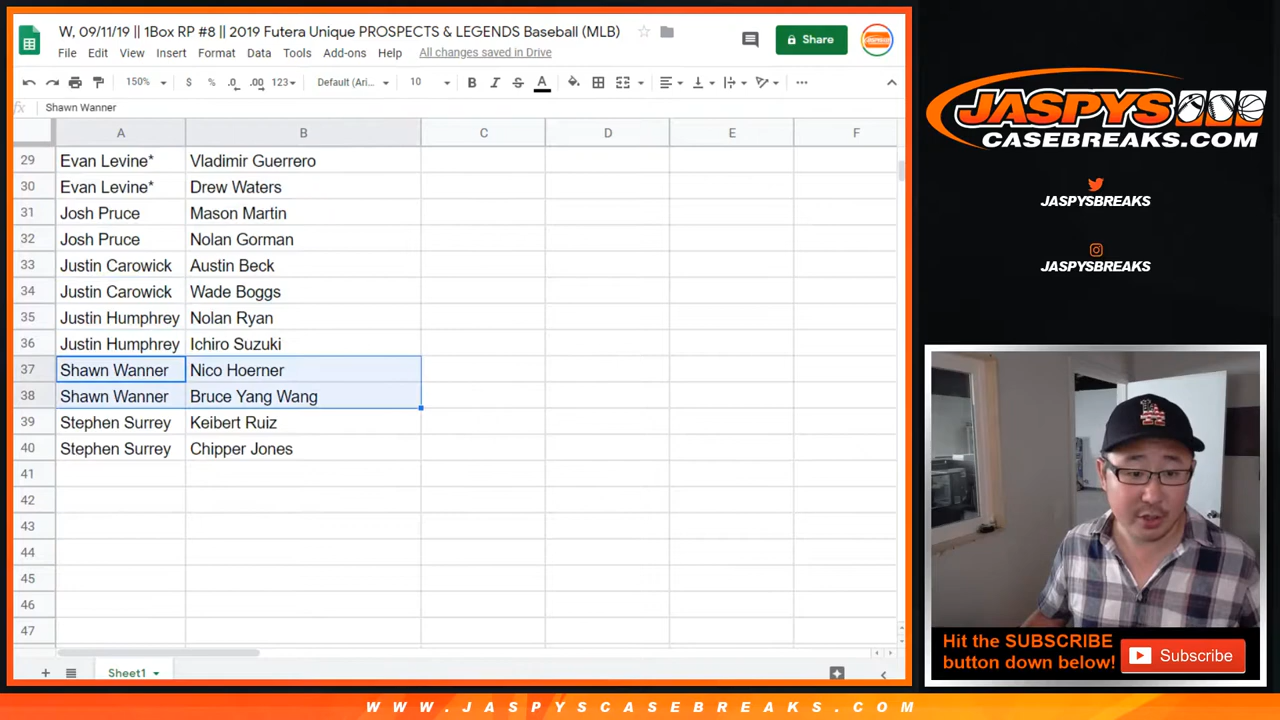 W, 09/11/19 || 1Box RP #8 || 2019 Futera Unique PROSPECTS & LEGENDS Baseball (MLB)
File Edit View Insert Format Data Tools Add-ons Help All changes saved in Drive
Share
150% $ % .0 .00 123 Default (Ari... 10 B I S A
fx Shawn Wanner
A B C D E F
29 Evan Levine* Vladimir Guerrero
30 Evan Levine* Drew Waters
31 Josh Pruce Mason Martin
32 Josh Pruce Nolan Gorman
33 Justin Carowick Austin Beck
34 Justin Carowick Wade Boggs
35 Justin Humphrey Nolan Ryan
36 Justin Humphrey Ichiro Suzuki
37 Shawn Wanner Nico Hoerner
38 Shawn Wanner Bruce Yang Wang
39 Stephen Surrey Keibert Ruiz
40 Stephen Surrey Chipper Jones
41
42
43
44
45
46
47
Sheet1
JASPYS
CASEBREAKS.COM
JASPYSBREAKS
JASPYSBREAKS
LA
Hit the SUBSCRIBE
button down below!
Subscribe
WWW.JASPYSCASEBREAKS.COM